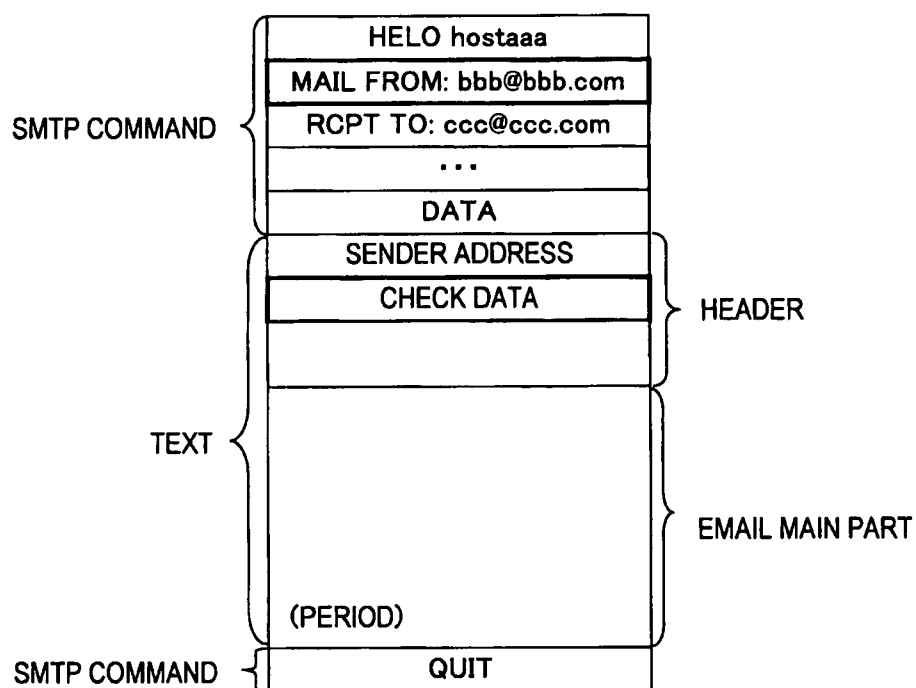 HELO hostaaa
MAIL FROM: bbb@bbb.com
SMTP COMMAND
RCPT TO: ccc@ccc.com
...
DATA
SENDER ADDRESS
CHECK DATA
HEADER
TEXT
EMAIL MAIN PART
(PERIOD)
SMTP COMMAND
QUIT